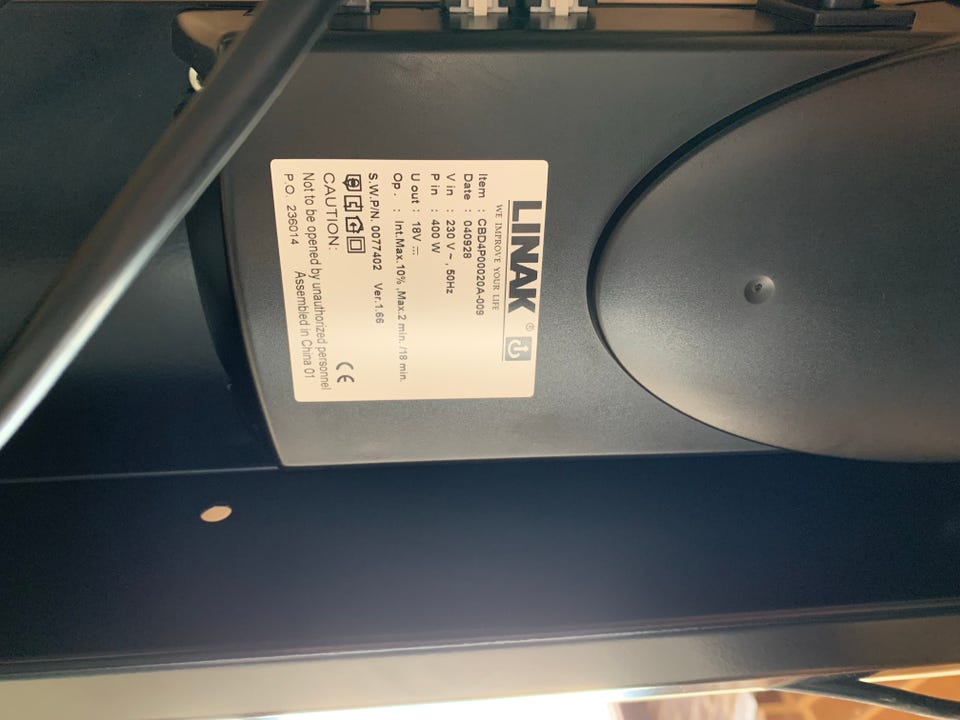 LINAK ®
WE IMPROVE YOUR LIFE
Item : CBD4P00020A-009
Date : 040928
V in : 230 V ~, 50Hz
P in : 400 W
U out : 18V ⎓
Op. : Int.Max.10%,Max.2 min./18 min.
S.W.P/N. 0077402 Ver.1.66
CE
CAUTION:
Not to be opened by unauthorized personnel
P.O. 236014 Assembled in China 01